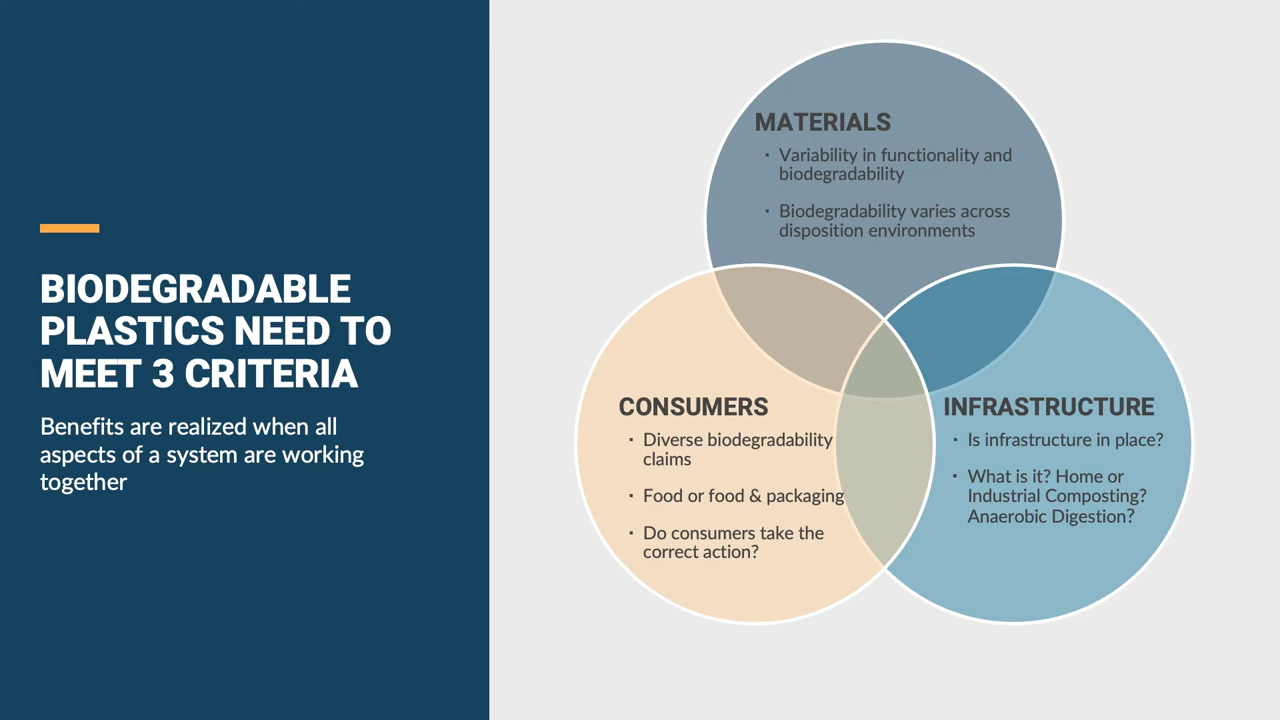 BIODEGRADABLE
PLASTICS NEED TO
MEET 3 CRITERIA
Benefits are realized when all
aspects of a system are working
together
MATERIALS
▪ Variability in functionality and
biodegradability
▪ Biodegradability varies across
disposition environments
CONSUMERS
▪ Diverse biodegradability
claims
▪ Food or food & packaging
▪ Do consumers take the
correct action?
INFRASTRUCTURE
▪ Is infrastructure in place?
▪ What is it? Home or
Industrial Composting?
Anaerobic Digestion?